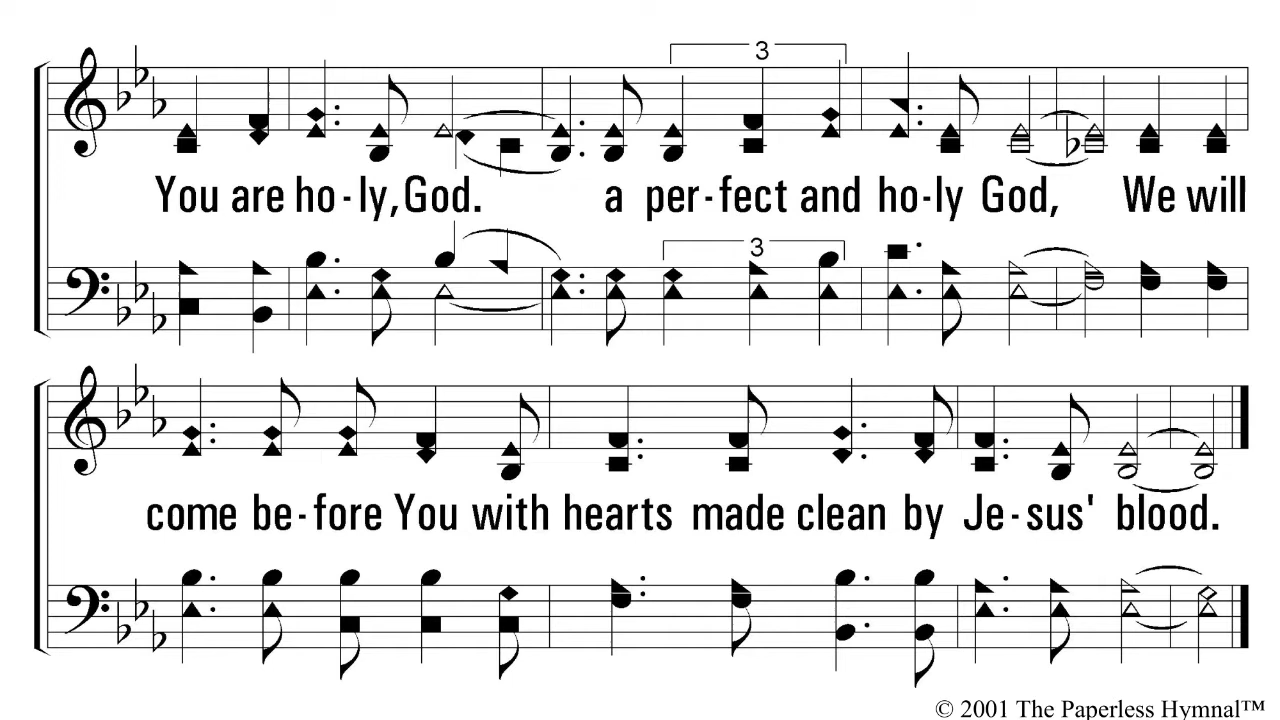 3
You are ho-ly,God. a per-fect and ho-ly God, We will
3
come be-fore You with hearts made clean by Je-sus' blood.
© 2001 The Paperless Hymnal™